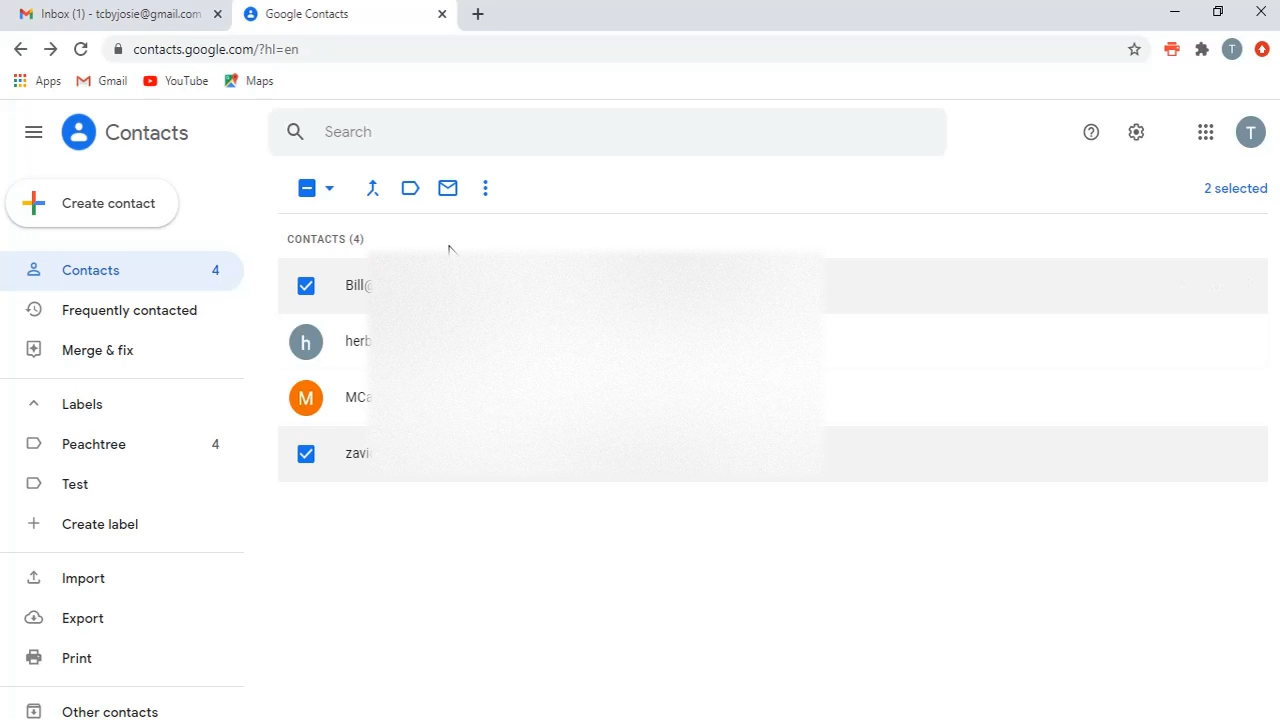 Inbox (1) - tcbyjosie@gmail.com
Google Contacts
contacts.google.com/?hl=en
T
Apps
Gmail
YouTube
Maps
Contacts
Search
T
Create contact
2 selected
CONTACTS (4)
Contacts 4
Bill@
Frequently contacted
h
herb
Merge & fix
M
MCa
Labels
Peachtree 4
zavi
Test
Create label
Import
Export
Print
Other contacts